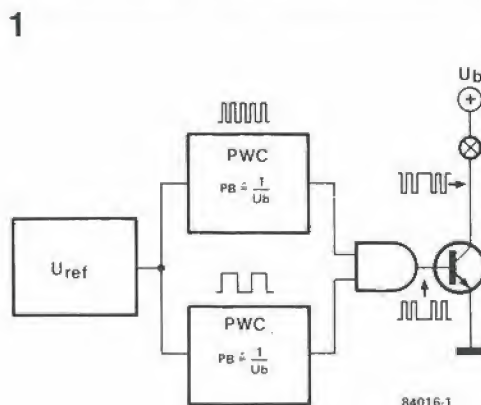 1
Ub
+
PWC
PB ≙ 1/Ub
Uref
PWC
PB ≙ 1/Ub
84016-1